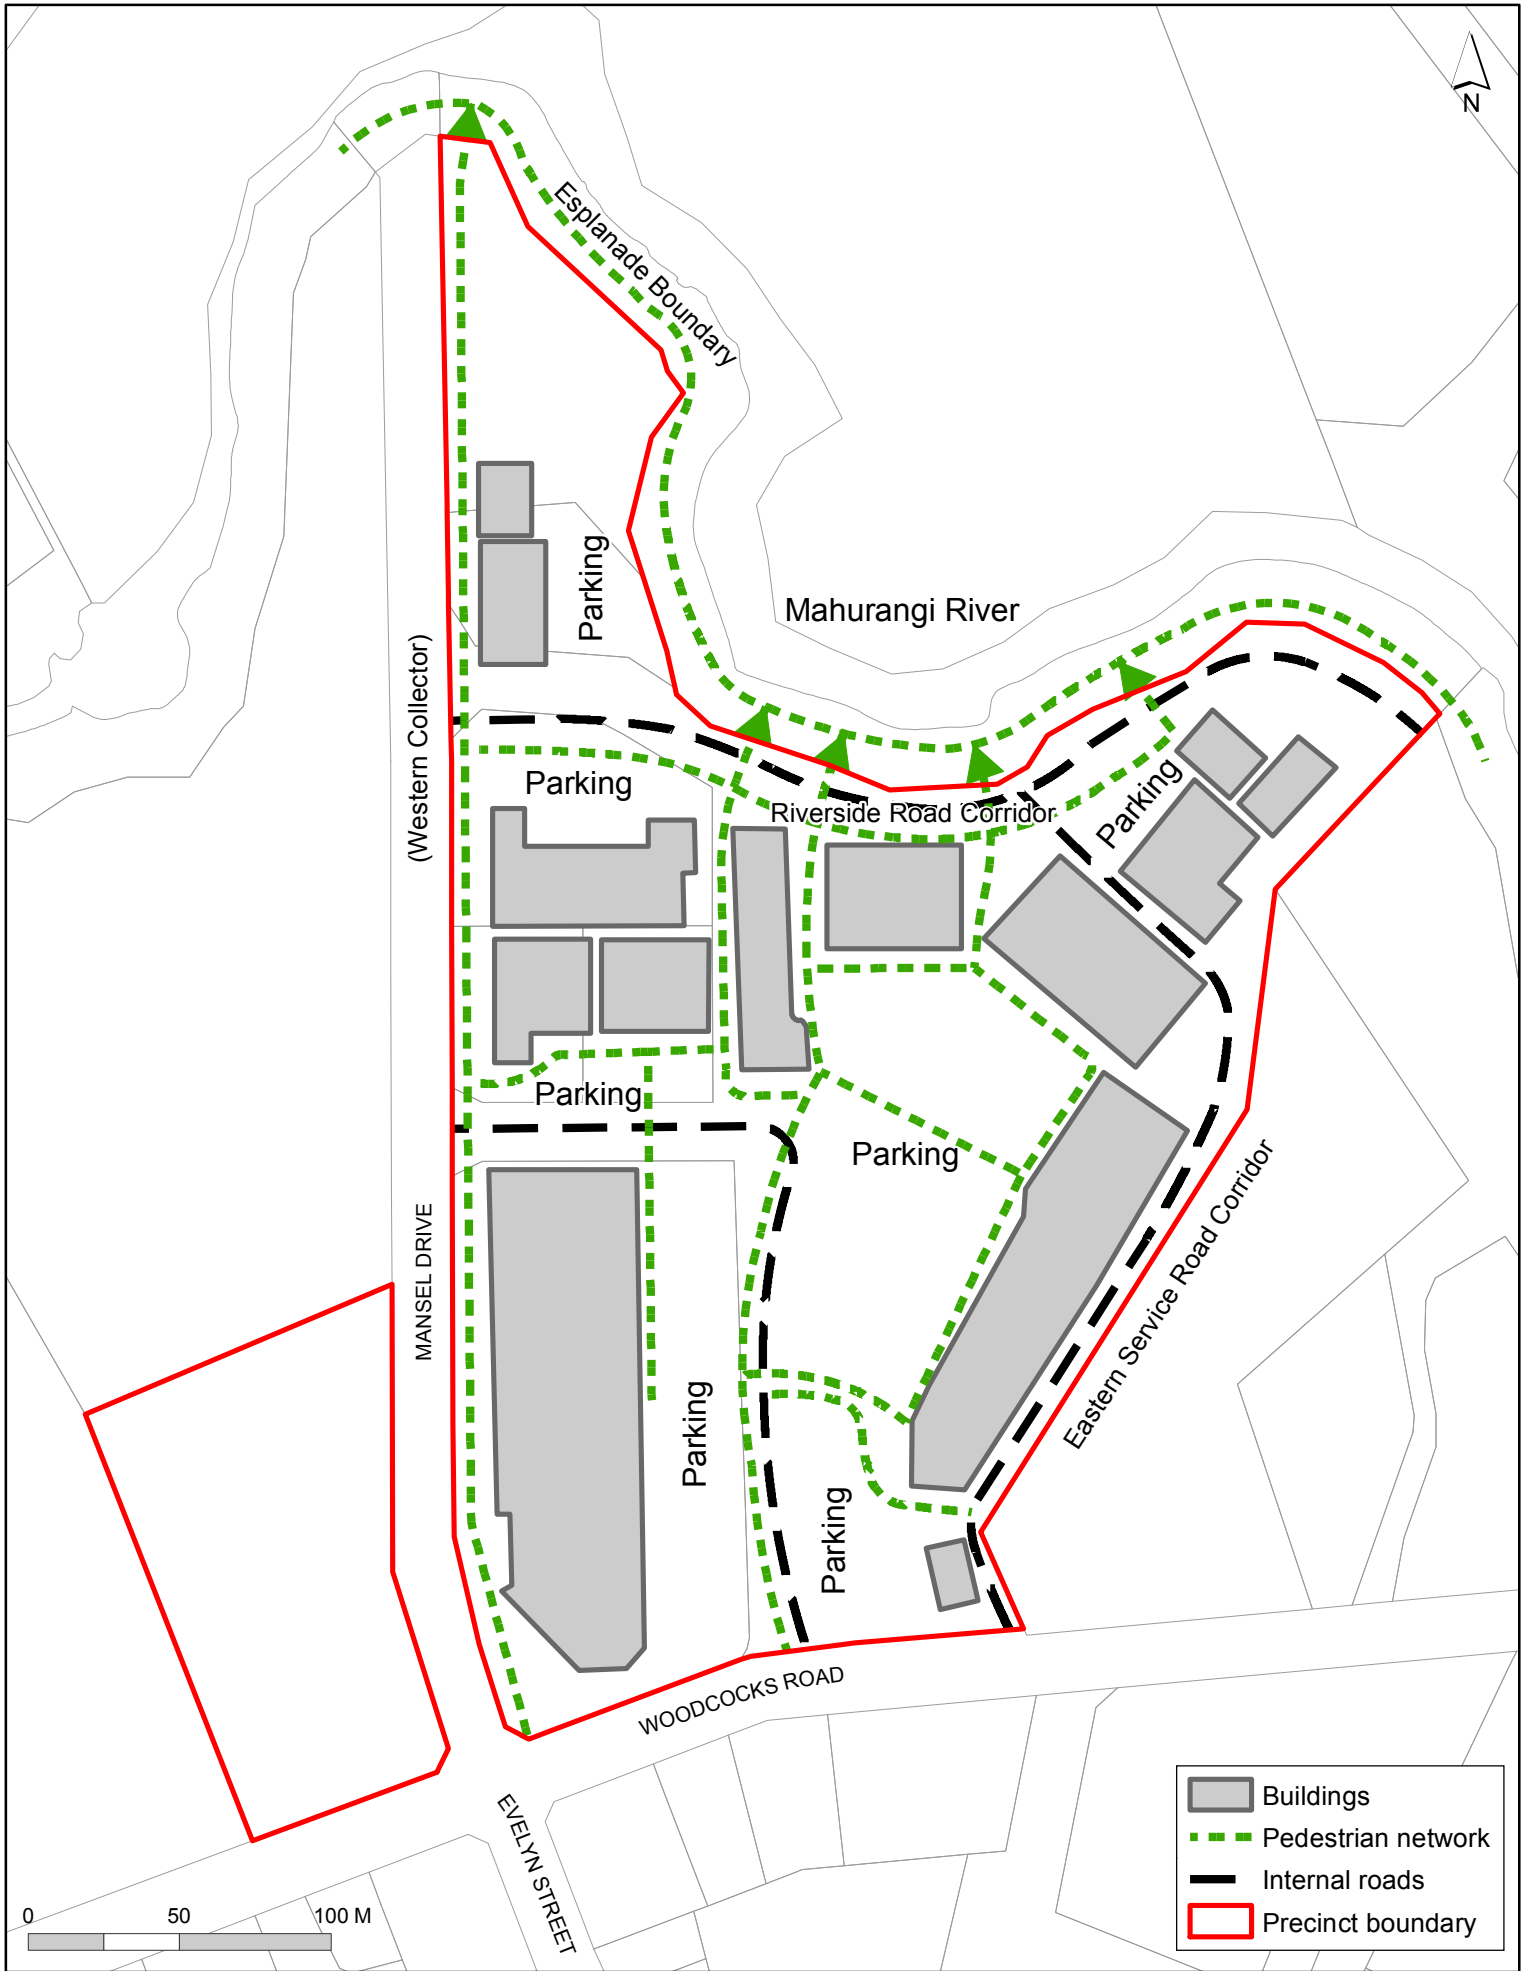 N
Esplanade Boundary
Parking
Mahurangi River
(Western Collector)
Parking
Riverside Road Corridor
Parking
Parking
Parking
MANSEL DRIVE
Eastern Service Road Corridor
Parking
Parking
WOODCOCKS ROAD
EVELYN STREET
Buildings
Pedestrian network
Internal roads
Precinct boundary
0 50 100 M